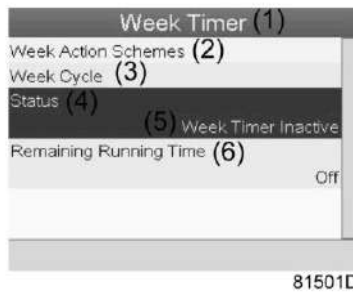 Week Timer (1)
Week Action Schemes (2)
Week Cycle (3)
Status (4)
(5) Week Timer Inactive
Remaining Running Time (6)
Off
81501D